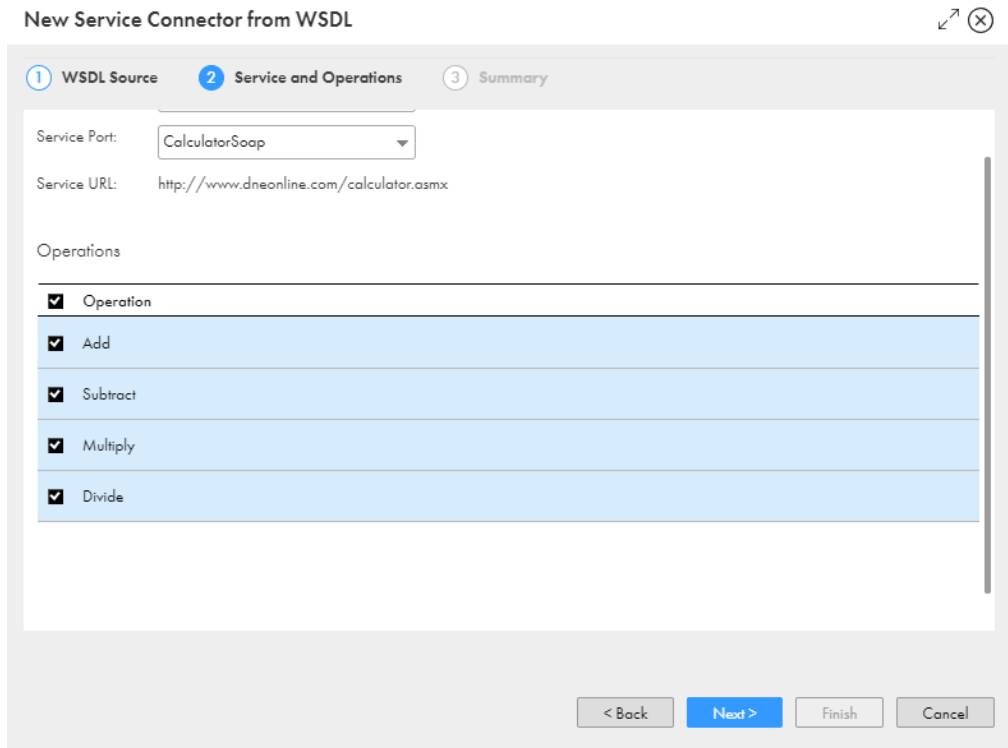 New Service Connector from WSDL
1 WSDL Source 2 Service and Operations 3 Summary
Service Port: CalculatorSoap
Service URL: http://www.dneonline.com/calculator.asmx
Operations
Operation
Add
Subtract
Multiply
Divide
< Back Next > Finish Cancel